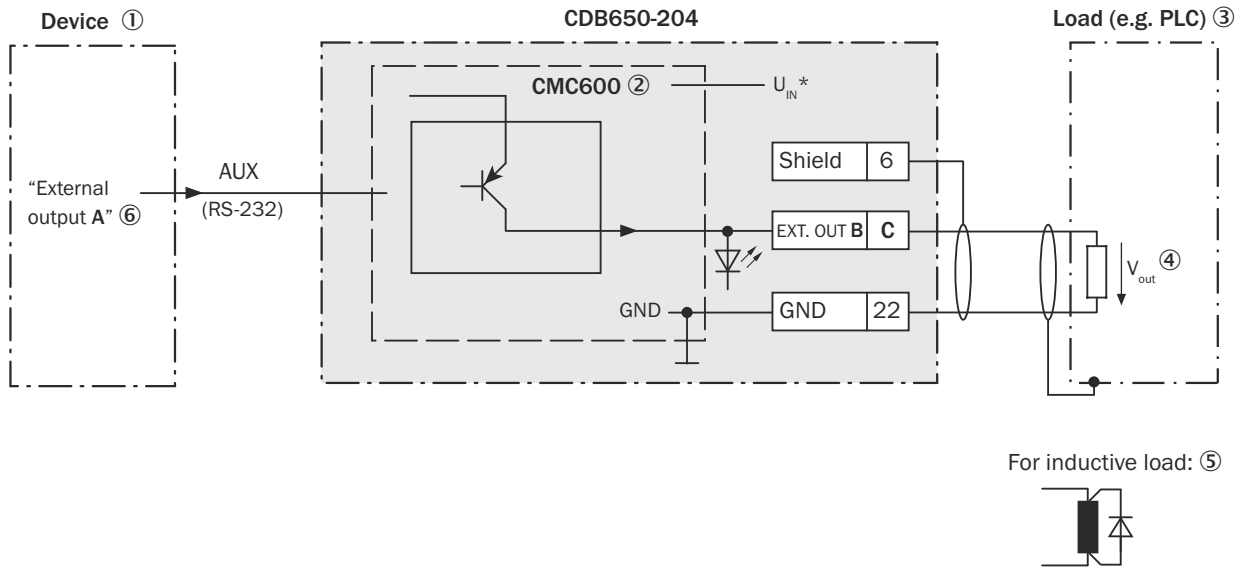 Device ①
CDB650-204
Load (e.g. PLC) ③
CMC600 ②
U_IN*
Shield 6
"External
output A" ⑥
AUX
(RS-232)
EXT. OUT B C
V_out ④
GND
GND 22
For inductive load: ⑤